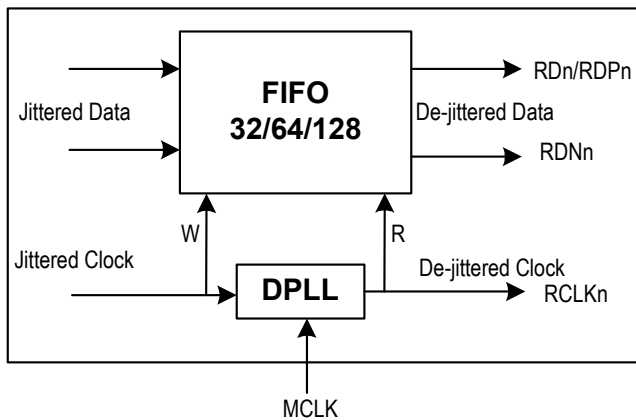 RDn/RDPn
FIFO
32/64/128
Jittered Data
De-jittered Data
RDNn
W
R
Jittered Clock
De-jittered Clock
DPLL
RCLKn
MCLK